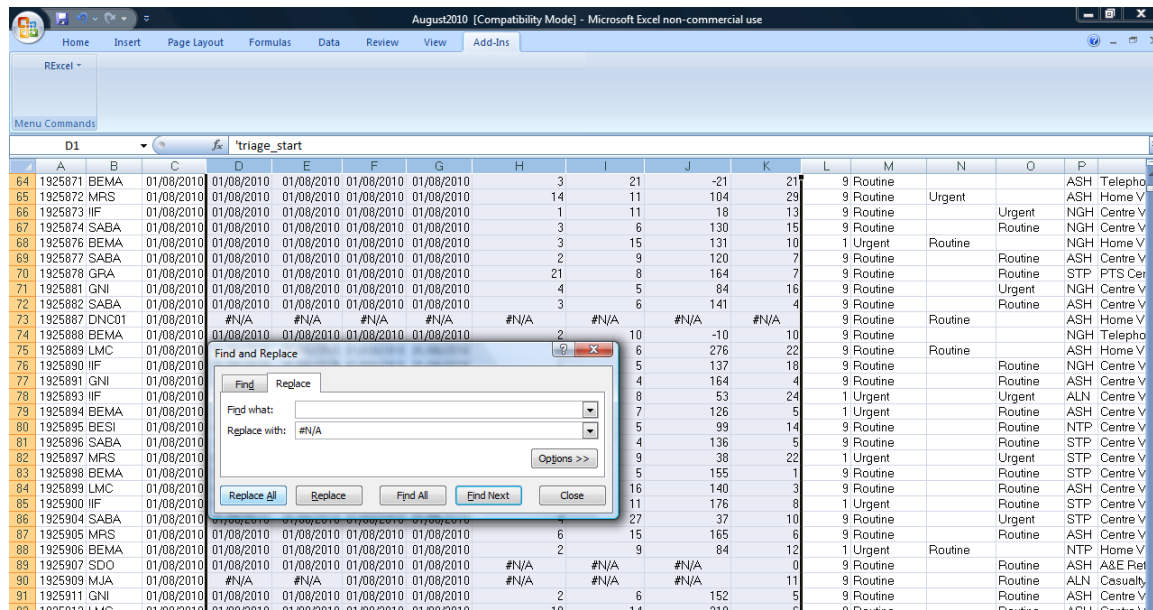 August2010 [Compatibility Mode] - Microsoft Excel non-commercial use
Home Insert Page Layout Formulas Data Review View Add-Ins
RExcel
Menu Commands
D1 fx 'triage_start
A B C D E F G H I J K L M N O P
64 1925871 BEMA 01/08/2010 01/08/2010 01/08/2010 01/08/2010 01/08/2010 3 21 -21 21 9 Routine ASH Telepho
65 1925872 MRS 01/08/2010 01/08/2010 01/08/2010 01/08/2010 01/08/2010 14 11 104 29 9 Routine Urgent ASH Home V
66 1925873 !IF 01/08/2010 01/08/2010 01/08/2010 01/08/2010 01/08/2010 1 11 18 13 9 Routine Urgent NGH Centre V
67 1925874 SABA 01/08/2010 01/08/2010 01/08/2010 01/08/2010 01/08/2010 3 6 130 15 9 Routine Routine NGH Centre V
68 1925876 BEMA 01/08/2010 01/08/2010 01/08/2010 01/08/2010 01/08/2010 3 15 131 10 1 Urgent Routine NGH Home V
69 1925877 SABA 01/08/2010 01/08/2010 01/08/2010 01/08/2010 01/08/2010 2 9 120 7 9 Routine Routine ASH Centre V
70 1925878 GRA 01/08/2010 01/08/2010 01/08/2010 01/08/2010 01/08/2010 21 8 164 7 9 Routine Routine STP PTS Cer
71 1925881 GNI 01/08/2010 01/08/2010 01/08/2010 01/08/2010 01/08/2010 4 5 84 16 9 Routine Urgent NGH Centre V
72 1925882 SABA 01/08/2010 01/08/2010 01/08/2010 01/08/2010 01/08/2010 3 6 141 4 9 Routine Routine ASH Centre V
73 1925887 DNC01 01/08/2010 #N/A #N/A #N/A #N/A #N/A #N/A #N/A #N/A 9 Routine Routine ASH Home V
74 1925888 BEMA 01/08/2010 01/08/2010 01/08/2010 01/08/2010 01/08/2010 2 10 -10 10 9 Routine NGH Telepho
75 1925889 LMC 01/08/2010 6 276 22 9 Routine Routine ASH Home V
76 1925890 !IF 01/08/2010 5 137 18 9 Routine Routine NGH Centre V
77 1925891 GNI 01/08/2010 4 164 4 9 Routine Routine ASH Centre V
78 1925893 !IF 01/08/2010 8 53 24 1 Urgent Urgent ALN Centre V
79 1925894 BEMA 01/08/2010 7 126 5 1 Urgent Routine ASH Centre V
80 1925895 BESI 01/08/2010 5 99 14 9 Routine Routine NTP Centre V
81 1925896 SABA 01/08/2010 4 136 5 9 Routine Routine STP Centre V
82 1925897 MRS 01/08/2010 9 38 22 1 Urgent Urgent STP Centre V
83 1925898 BEMA 01/08/2010 5 155 1 9 Routine Routine STP Centre V
84 1925899 LMC 01/08/2010 16 140 3 9 Routine Routine ASH Centre V
85 1925900 !IF 01/08/2010 11 176 8 1 Urgent Routine STP Centre V
86 1925904 SABA 01/08/2010 27 37 10 9 Routine Urgent STP Centre V
87 1925905 MRS 01/08/2010 01/08/2010 01/08/2010 01/08/2010 01/08/2010 6 15 165 6 9 Routine Routine ASH Centre V
88 1925906 BEMA 01/08/2010 01/08/2010 01/08/2010 01/08/2010 01/08/2010 2 9 84 12 1 Urgent Routine NTP Home V
89 1925907 SDO 01/08/2010 01/08/2010 01/08/2010 01/08/2010 01/08/2010 #N/A #N/A #N/A 0 9 Routine Routine ASH A&E Ref
90 1925909 MJA 01/08/2010 #N/A #N/A 01/08/2010 01/08/2010 #N/A #N/A #N/A 11 9 Routine Routine ALN Casualty
91 1925911 GNI 01/08/2010 01/08/2010 01/08/2010 01/08/2010 01/08/2010 2 6 152 5 9 Routine Routine ASH Centre V
Find and Replace
Find Replace
Find what:
Replace with: #N/A
Options >>
Replace All Replace Find All Find Next Close